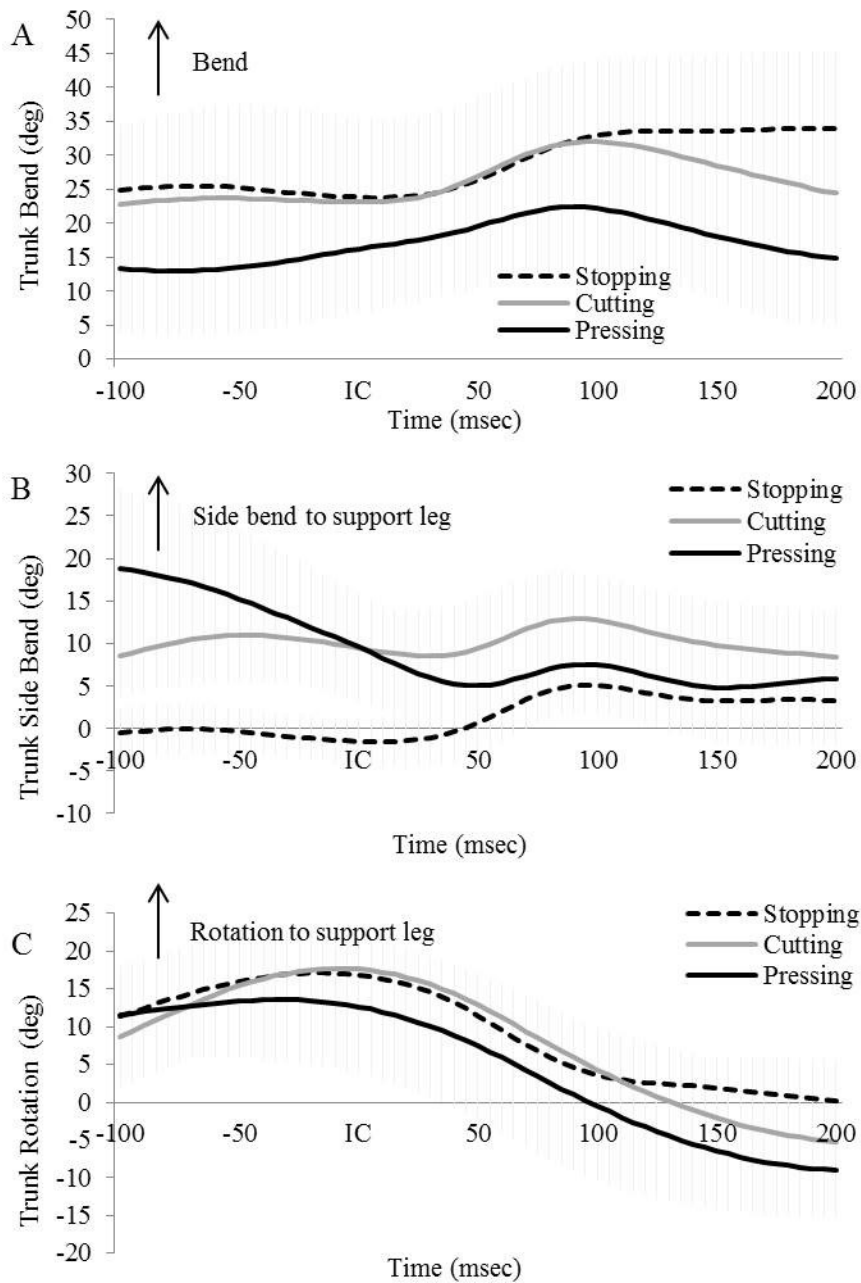 A
Bend
Trunk Bend (deg)
50
45
40
35
30
25
20
15
10
5
0
Stopping
Cutting
Pressing
-100 -50 IC 50 100 150 200
Time (msec)
B
Side bend to support leg
Trunk Side Bend (deg)
30
25
20
15
10
5
0
-5
-10
Stopping
Cutting
Pressing
-100 -50 IC 50 100 150 200
Time (msec)
C
Rotation to support leg
Trunk Rotation (deg)
25
20
15
10
5
0
-5
-10
-15
-20
Stopping
Cutting
Pressing
-100 -50 IC 50 100 150 200
Time (msec)